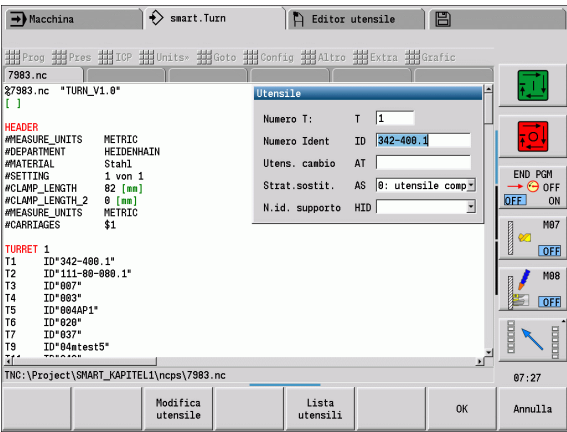 Macchina smart.Turn Editor utensile
Prog Pres ICP Units» Goto Config Altro Extra Grafic
7983.nc
%7983.nc "TURN_V1.0"
[ ]
HEADER
#MEASURE_UNITS METRIC
#DEPARTMENT HEIDENHAIN
#MATERIAL Stahl
#SETTING 1 von 1
#CLAMP_LENGTH 82 [mm]
#CLAMP_LENGTH_2 0 [mm]
#MEASURE_UNITS METRIC
#CARRIAGES $1
TURRET 1
T1 ID"342-400.1"
T2 ID"111-80-080.1"
T3 ID"007"
T4 ID"003"
T5 ID"004AP1"
T6 ID"020"
T7 ID"037"
T9 ID"04mtest5"
Utensile
Numero T: T 1
Numero Ident ID 342-400.1
Utens. cambio AT
Strat.sostit. AS 0: utensile comp
N.id. supporto HID
END PGM
OFF
OFF ON
M07
OFF
M08
OFF
TNC:\Project\SMART_KAPITEL1\ncps\7983.nc
07:27
Modifica utensile
Lista utensili
OK
Annulla